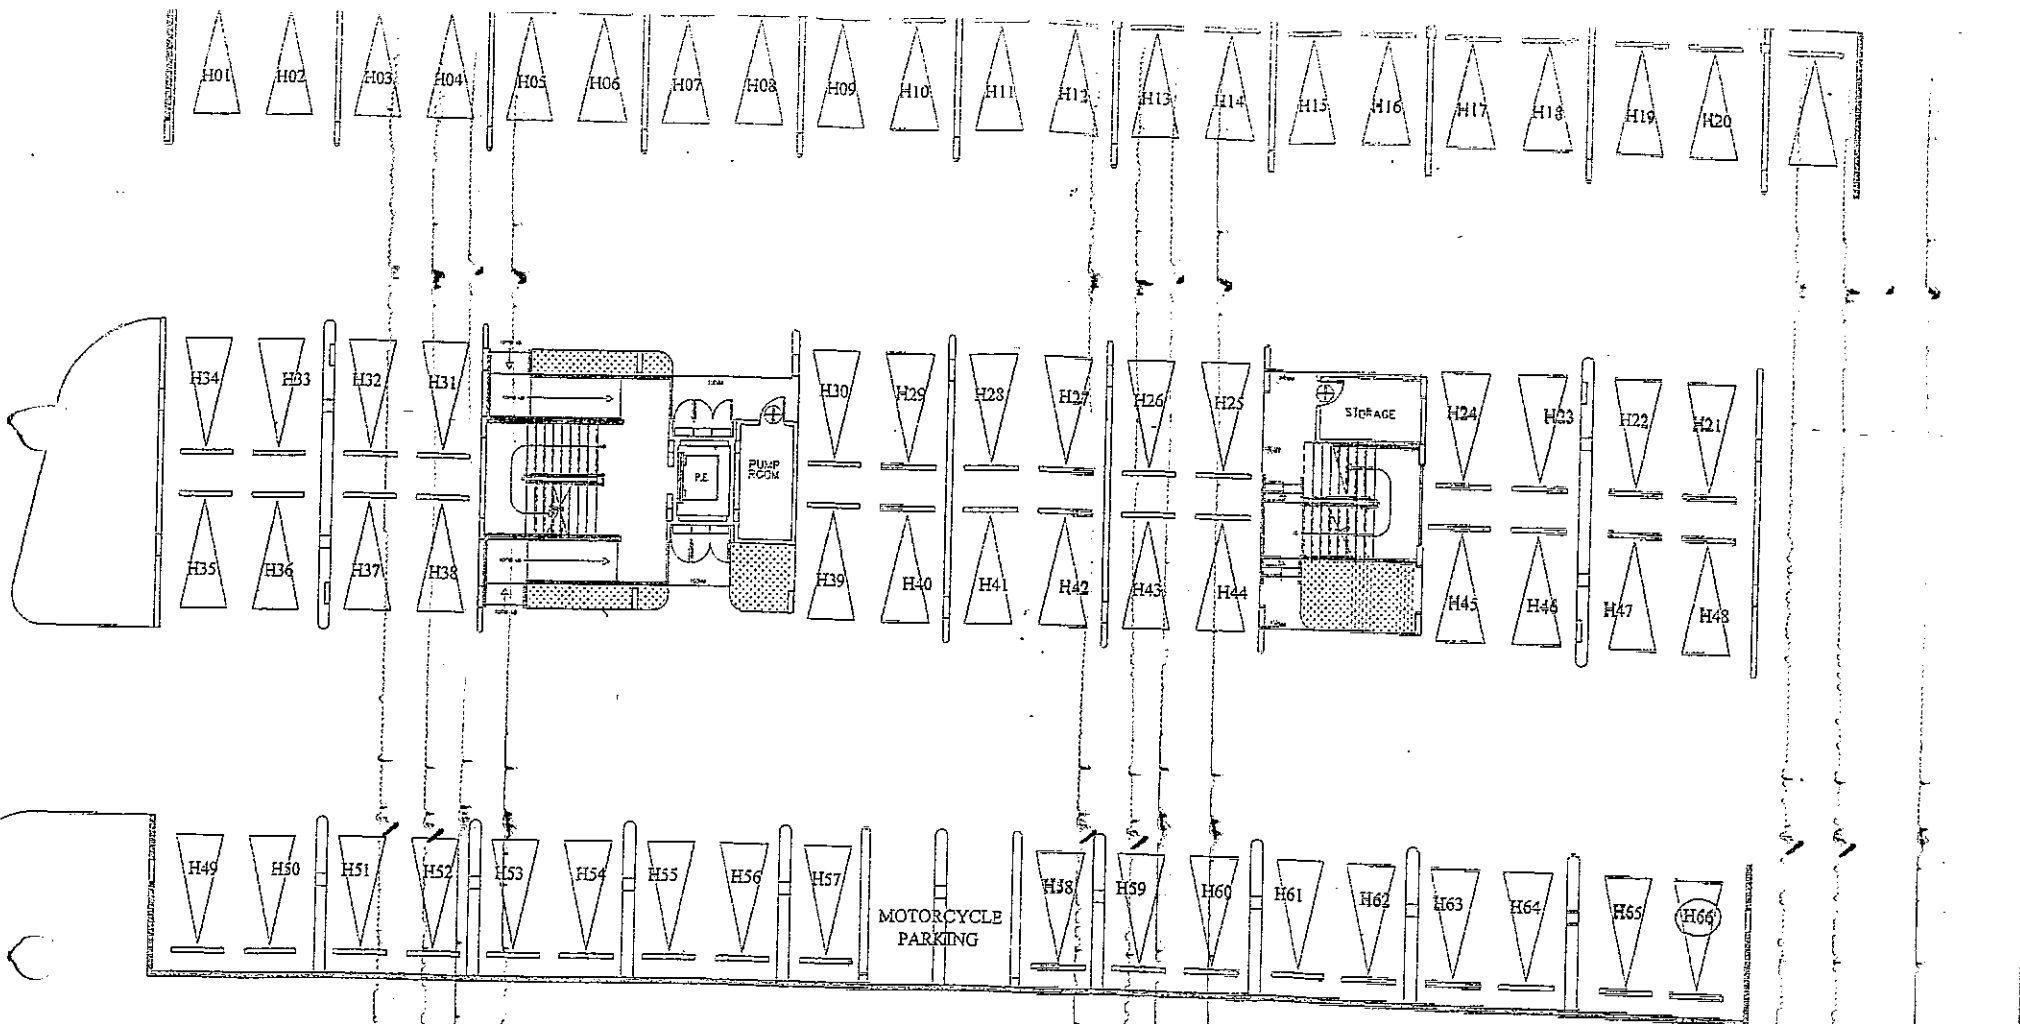 H01 H02 H03 H04 H05 H06 H07 H08 H09 H10 H11 H12 H13 H14 H15 H16 H17 H18 H19 H20
H34 H33 H32 H31 H30 H29 H28 H27 H26 H25 H24 H23 H22 H21
STORAGE
PUMP
ROOM
P.E.
H35 H36 H37 H38 H39 H40 H41 H42 H43 H44 H45 H46 H47 H48
H49 H50 H51 H52 H53 H54 H55 H56 H57 H58 H59 H60 H61 H62 H63 H64 H65 H66
MOTORCYCLE
PARKING